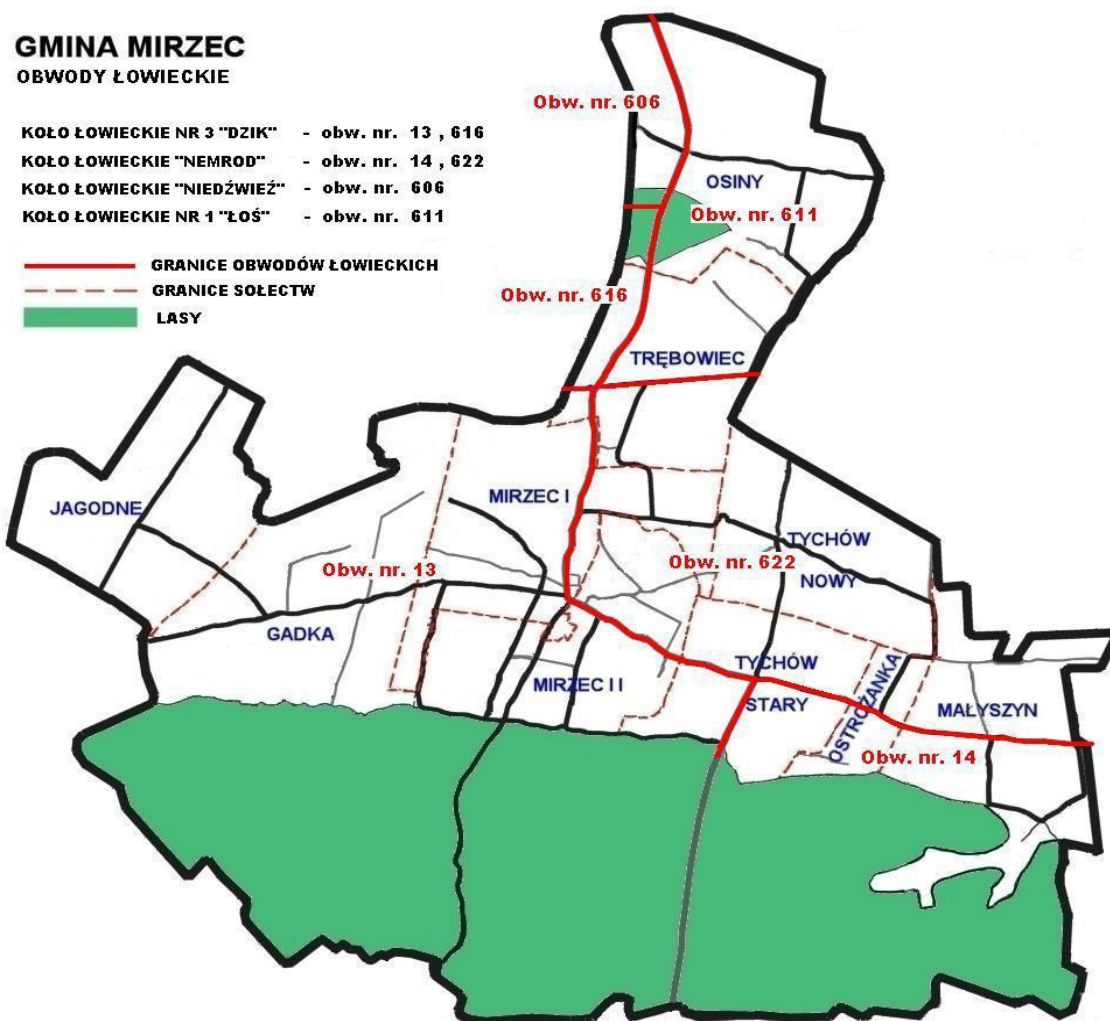 GMINA MIRZEC
OBWODY ŁOWIECKIE
KOŁO ŁOWIECKIE NR 3 "DZIK" - obw. nr. 13 , 616
KOŁO ŁOWIECKIE "NEMROD" - obw. nr. 14 , 622
KOŁO ŁOWIECKIE "NIEDŹWIEŹ" - obw. nr. 606
KOŁO ŁOWIECKIE NR 1 "ŁOŚ" - obw. nr. 611
GRANICE OBWODÓW ŁOWIECKICH
GRANICE SOŁECTW
LASY
Obw. nr. 606
OSINY
Obw. nr. 611
Obw. nr. 616
TRĘBOWIEC
JAGODNE
MIRZEC I
TYCHÓW
NOWY
Obw. nr. 13
Obw. nr. 622
GADKA
MIRZEC II
TYCHÓW
STARY
OSTROŻANKA
MAŁYSZYN
Obw. nr. 14